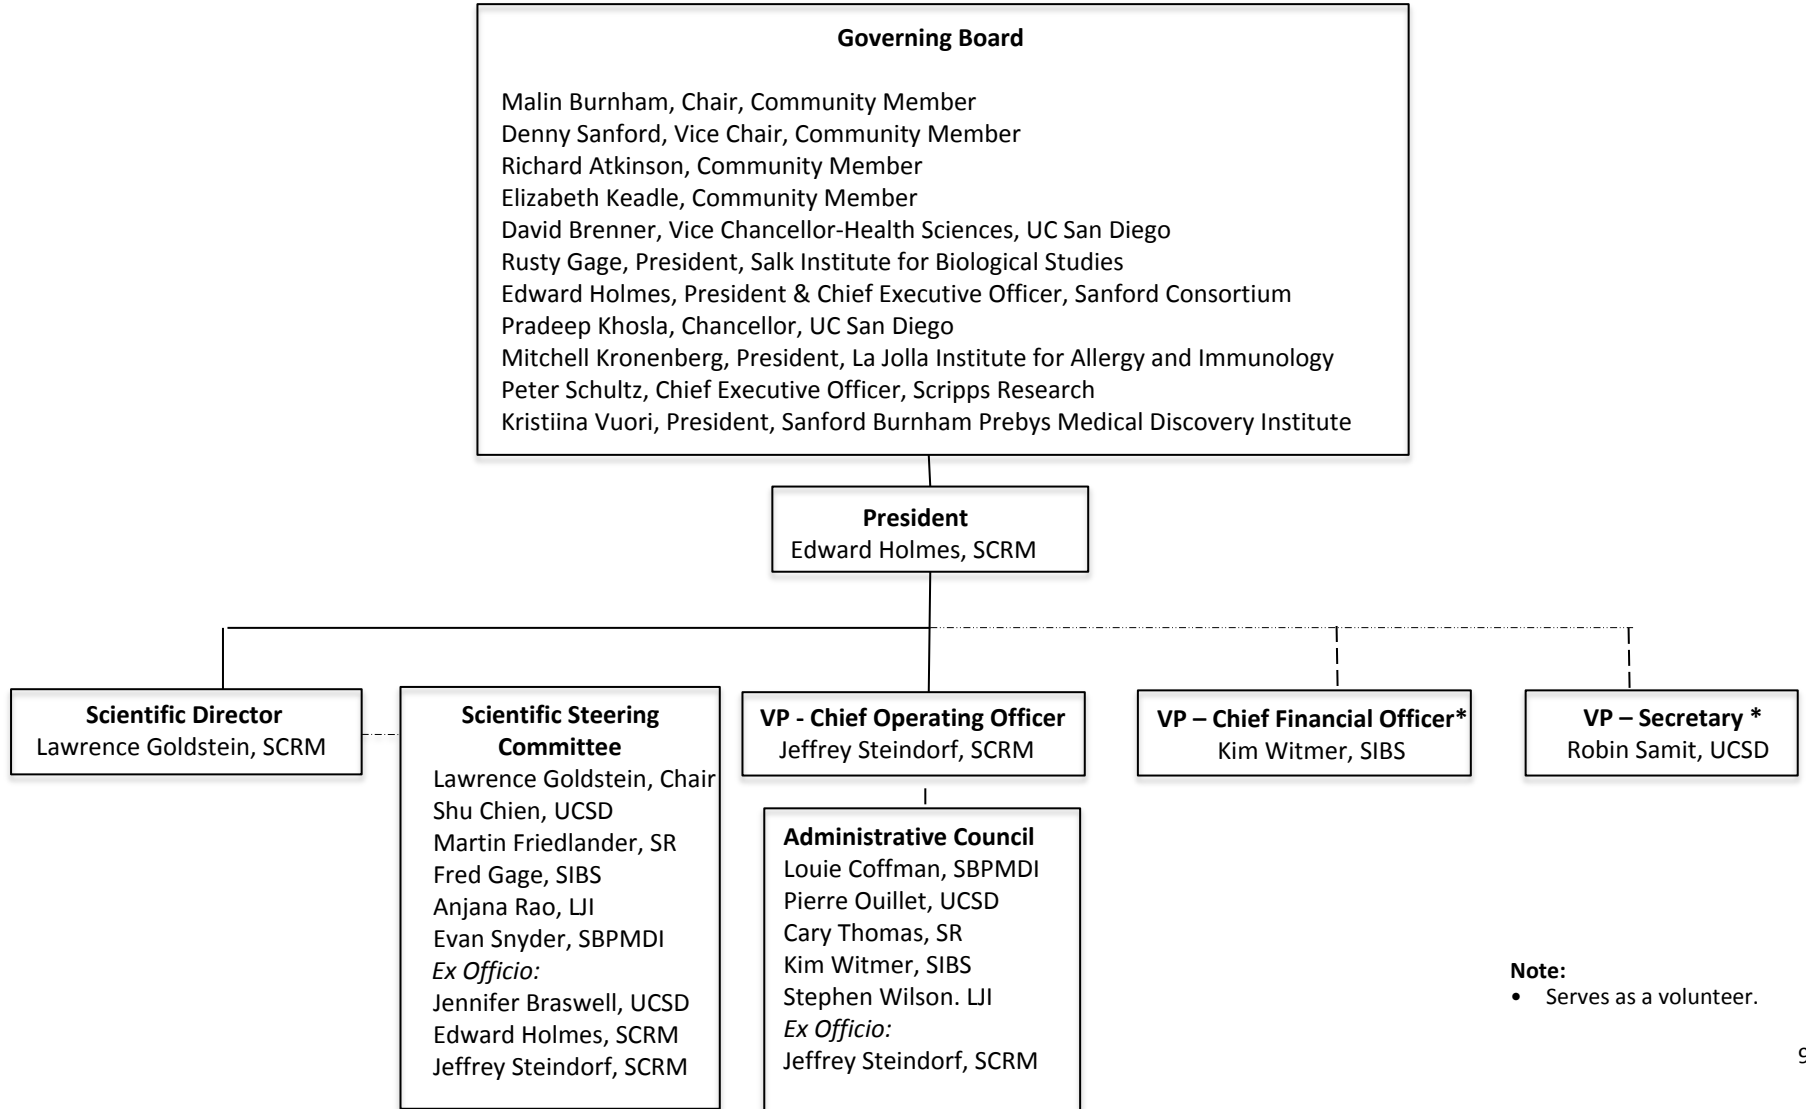 Governing Board
Malin Burnham, Chair, Community Member
Denny Sanford, Vice Chair, Community Member
Richard Atkinson, Community Member
Elizabeth Keadle, Community Member
David Brenner, Vice Chancellor-Health Sciences, UC San Diego
Rusty Gage, President, Salk Institute for Biological Studies
Edward Holmes, President & Chief Executive Officer, Sanford Consortium
Pradeep Khosla, Chancellor, UC San Diego
Mitchell Kronenberg, President, La Jolla Institute for Allergy and Immunology
Peter Schultz, Chief Executive Officer, Scripps Research
Kristiina Vuori, President, Sanford Burnham Prebys Medical Discovery Institute
President
Edward Holmes, SCRM
Scientific Director
Lawrence Goldstein, SCRM
Scientific Steering
Committee
Lawrence Goldstein, Chair
Shu Chien, UCSD
Martin Friedlander, SR
Fred Gage, SIBS
Anjana Rao, LJI
Evan Snyder, SBPMDI
Ex Officio:
Jennifer Braswell, UCSD
Edward Holmes, SCRM
Jeffrey Steindorf, SCRM
VP - Chief Operating Officer
Jeffrey Steindorf, SCRM
Administrative Council
Louie Coffman, SBPMDI
Pierre Ouillet, UCSD
Cary Thomas, SR
Kim Witmer, SIBS
Stephen Wilson. LJI
Ex Officio:
Jeffrey Steindorf, SCRM
VP – Chief Financial Officer*
Kim Witmer, SIBS
VP – Secretary *
Robin Samit, UCSD
Note:
• Serves as a volunteer.
9